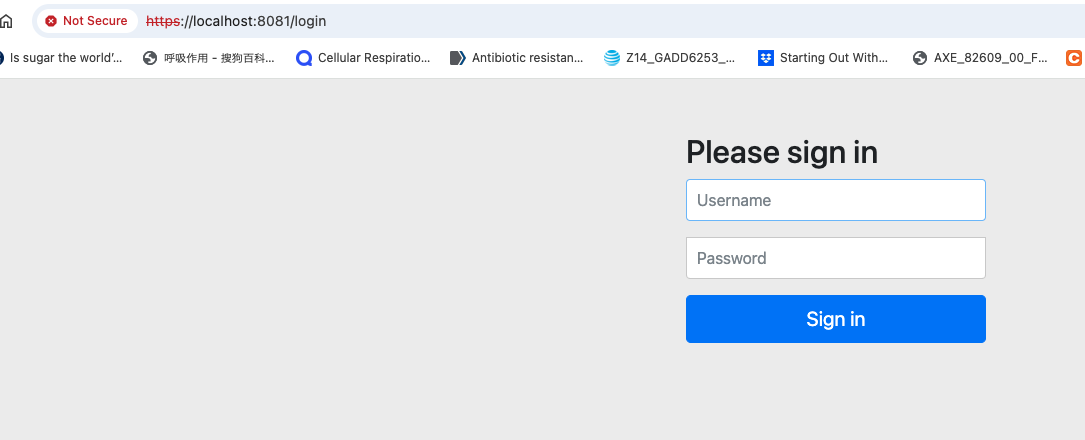 Not Secure https://localhost:8081/login
Is sugar the world'... 呼吸作用 - 搜狗百科... Cellular Respiratio... Antibiotic resistan... Z14_GADD6253_... Starting Out With... AXE_82609_00_F...
Please sign in
Username
Password
Sign in